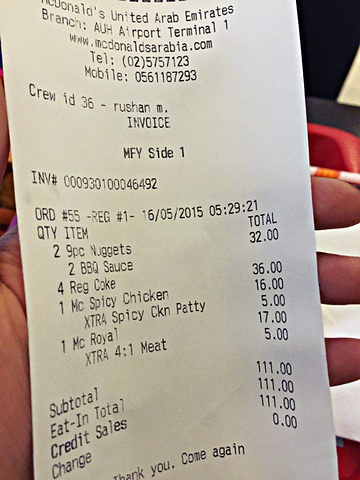 McDonald's United Arab Emirates
Branch: AUH Airport Terminal 1
www.mcdonaldsarabia.com
Tel: (02)5757123
Mobile: 0561187293
Crew id 36 - rushan m.
INVOICE
MFY Side 1
INV# 000930100046492
ORD #55 -REG #1- 16/05/2015 05:29:21
QTY ITEM TOTAL
2 9pc Nuggets 32.00
2 BBQ Sauce
4 Reg Coke 36.00
1 Mc Spicy Chicken 16.00
XTRA Spicy Ckn Patty 5.00
1 Mc Royal 17.00
XTRA 4:1 Meat 5.00
Subtotal 111.00
Eat-In Total 111.00
Credit Sales 111.00
Change 0.00
Thank you. Come again